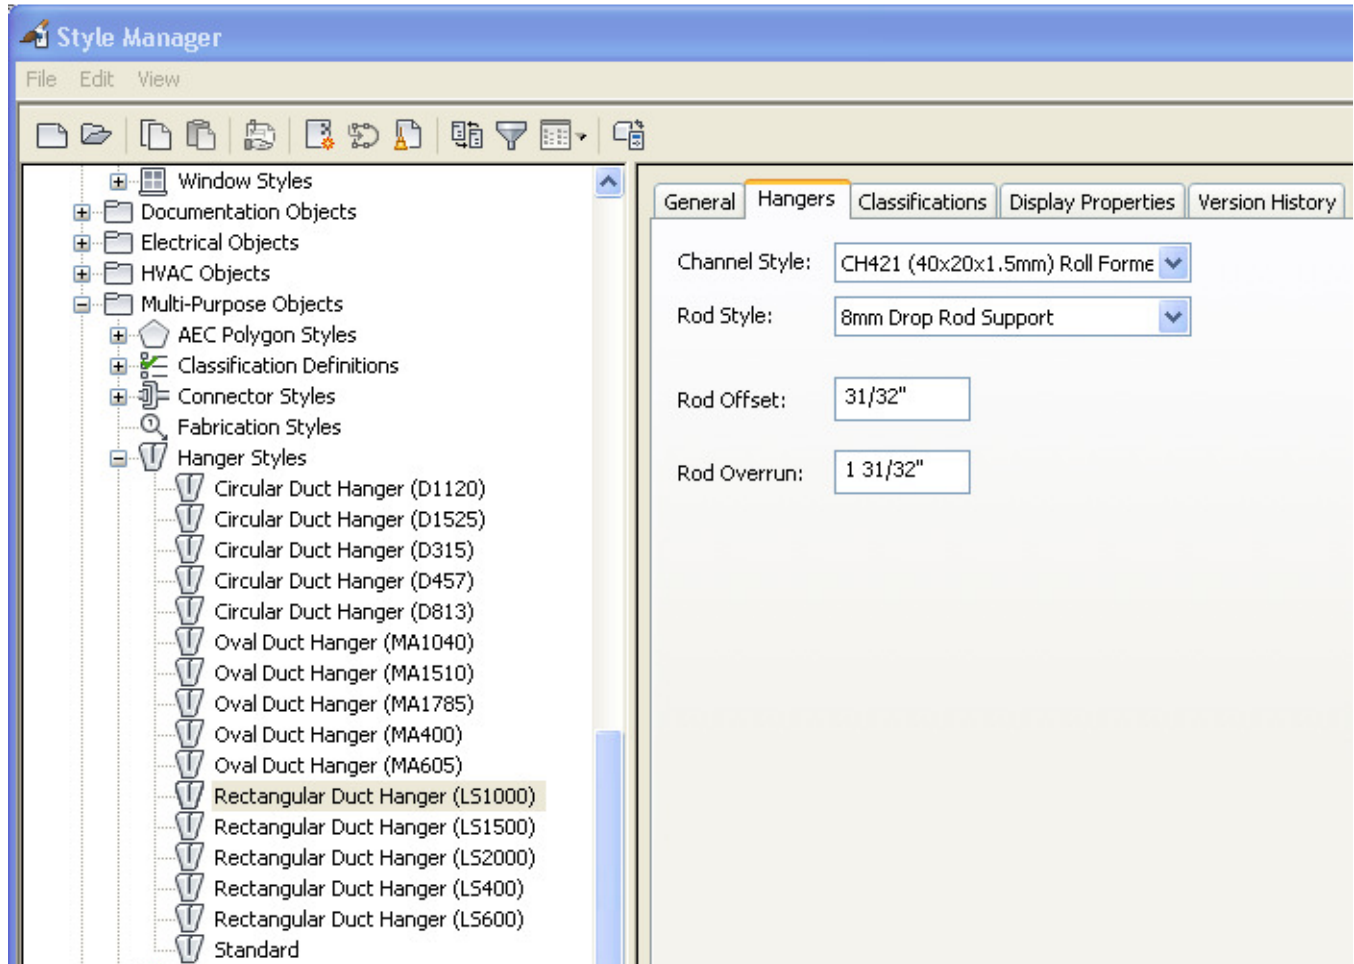 Style Manager
File Edit View
Window Styles
Documentation Objects
Electrical Objects
HVAC Objects
Multi-Purpose Objects
AEC Polygon Styles
Classification Definitions
Connector Styles
Fabrication Styles
Hanger Styles
Circular Duct Hanger (D1120)
Circular Duct Hanger (D1525)
Circular Duct Hanger (D315)
Circular Duct Hanger (D457)
Circular Duct Hanger (D813)
Oval Duct Hanger (MA1040)
Oval Duct Hanger (MA1510)
Oval Duct Hanger (MA1785)
Oval Duct Hanger (MA400)
Oval Duct Hanger (MA605)
Rectangular Duct Hanger (LS1000)
Rectangular Duct Hanger (LS1500)
Rectangular Duct Hanger (LS2000)
Rectangular Duct Hanger (LS400)
Rectangular Duct Hanger (LS600)
Standard
General Hangers Classifications Display Properties Version History
Channel Style: CH421 (40x20x1.5mm) Roll Forme
Rod Style: 8mm Drop Rod Support
Rod Offset: 31/32"
Rod Overrun: 1 31/32"